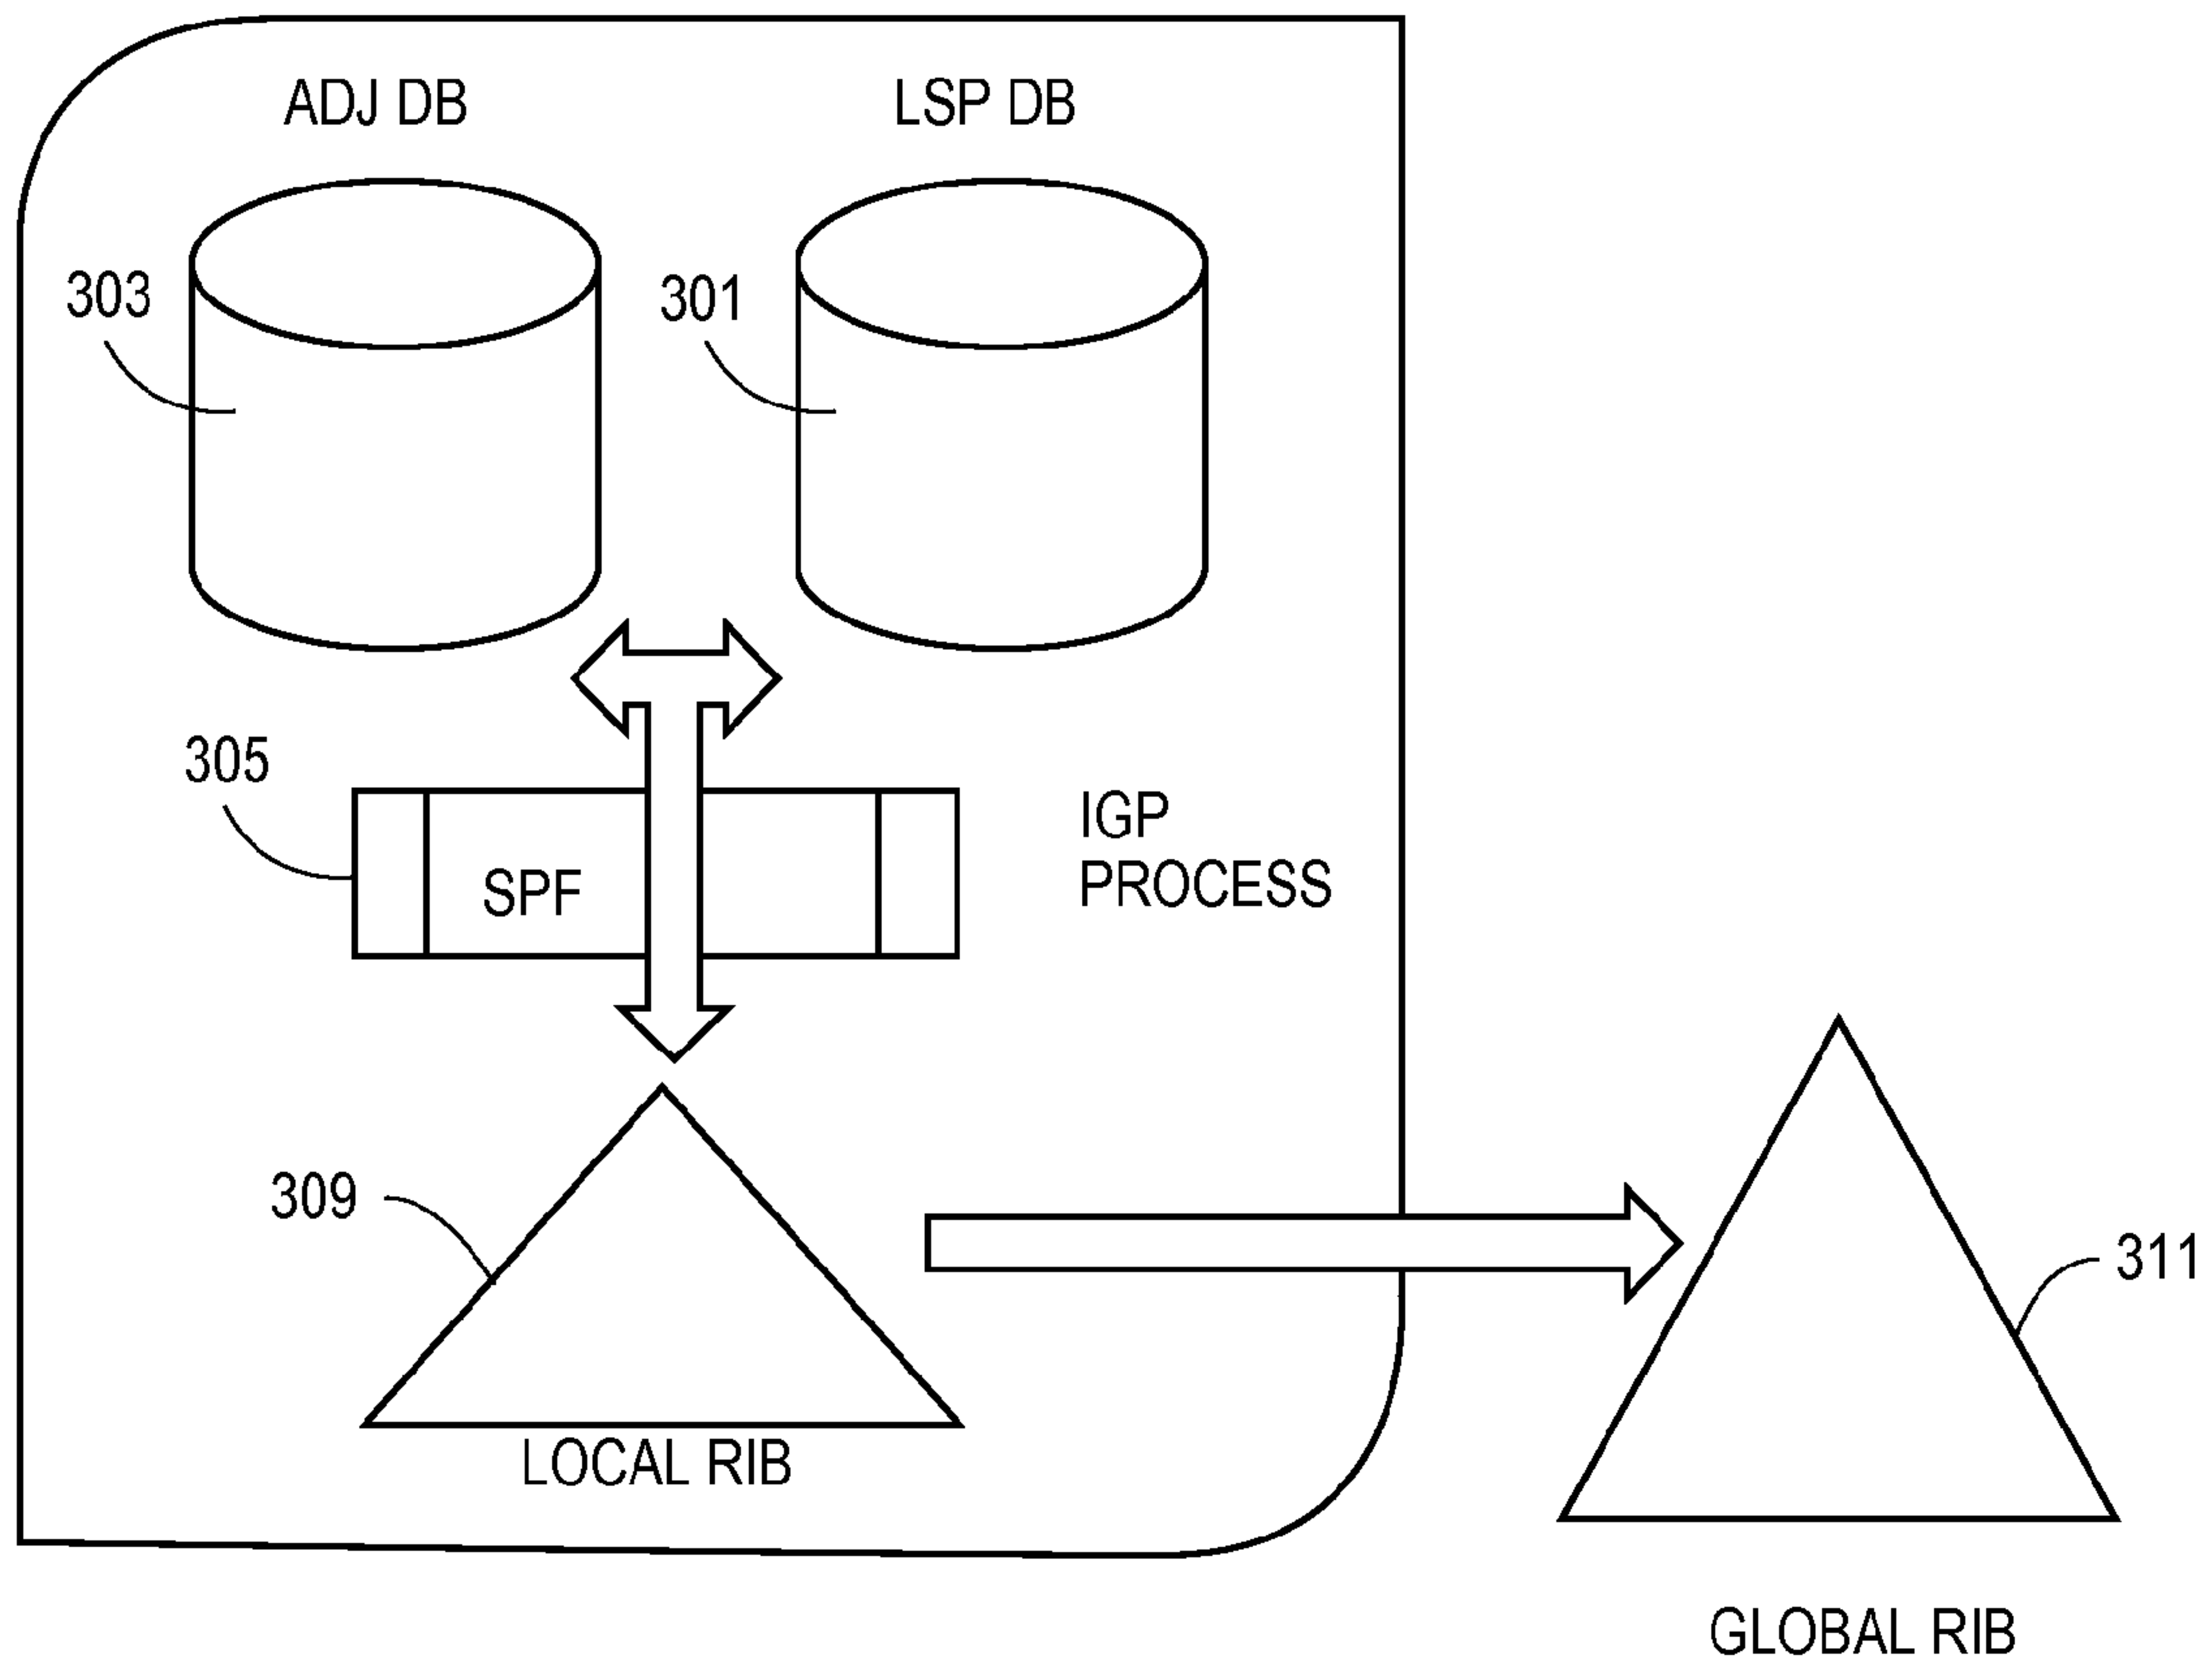 ADJ DB
LSP DB
303
301
305
IGP
PROCESS
SPF
309
311
LOCAL RIB
GLOBAL RIB